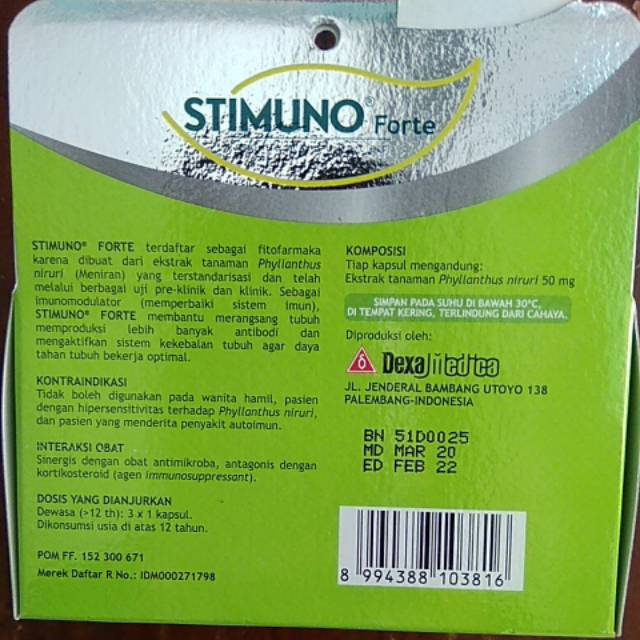 STIMUNO® Forte
STIMUNO® FORTE terdaftar sebagai fitofarmaka
karena dibuat dari ekstrak tanaman Phyllanthus
niruri (Meniran) yang terstandarisasi dan telah
melalui berbagai uji pre-klinik dan klinik. Sebagai
imunomodulator (memperbaiki sistem imun),
STIMUNO® FORTE membantu merangsang tubuh
memproduksi lebih banyak antibodi dan
mengaktifkan sistem kekebalan tubuh agar daya
tahan tubuh bekerja optimal.
KONTRAINDIKASI
Tidak boleh digunakan pada wanita hamil, pasien
dengan hipersensitivitas terhadap Phyllanthus niruri,
dan pasien yang menderita penyakit autoimun.
INTERAKSI OBAT
Sinergis dengan obat antimikroba, antagonis dengan
kortikosteroid (agen immunosuppressant).
DOSIS YANG DIANJURKAN
Dewasa (>12 th): 3 x 1 kapsul.
Dikonsumsi usia di atas 12 tahun.
POM FF. 152 300 671
Merek Daftar R No.: IDM000271798
KOMPOSISI
Tiap kapsul mengandung:
Ekstrak tanaman Phyllanthus niruri 50 mg
SIMPAN PADA SUHU DI BAWAH 30°C,
DI TEMPAT KERING, TERLINDUNG DARI CAHAYA.
Diproduksi oleh:
6 DexaMedica
JL. JENDERAL BAMBANG UTOYO 138
PALEMBANG-INDONESIA
BN 51D0025
MD MAR 20
ED FEB 22
8 994388 103816